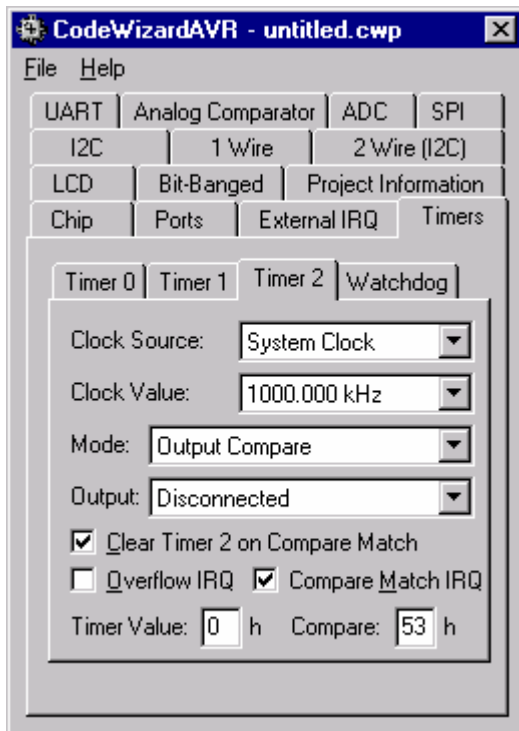 CodeWizardAVR - untitled.cwp
File Help
UART Analog Comparator ADC SPI
I2C 1 Wire 2 Wire (I2C)
LCD Bit-Banged Project Information
Chip Ports External IRQ Timers
Timer 0 Timer 1 Timer 2 Watchdog
Clock Source: System Clock
Clock Value: 1000.000 kHz
Mode: Output Compare
Output: Disconnected
Clear Timer 2 on Compare Match
Overflow IRQ Compare Match IRQ
Timer Value: 0 h Compare: 53 h